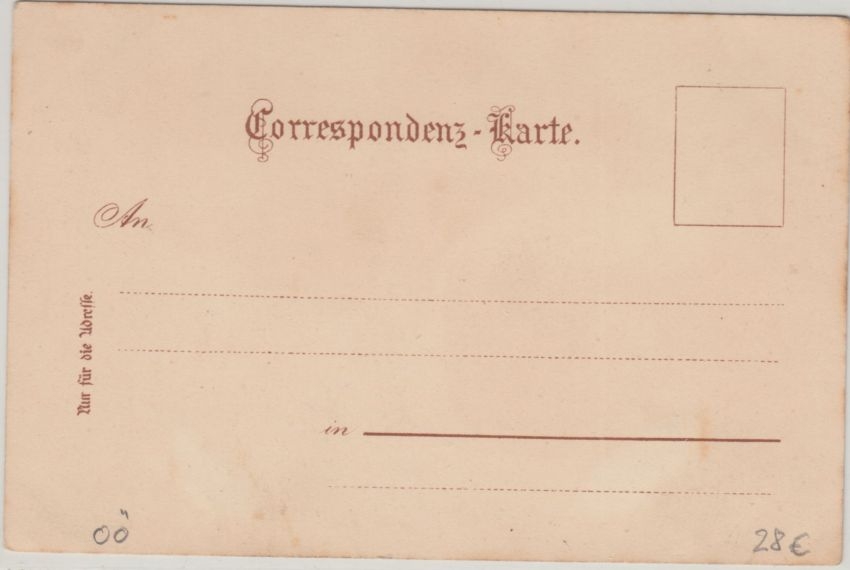 Correspondenz-Karte.
An
Nur für die Adresse.
in
OÖ
28 €